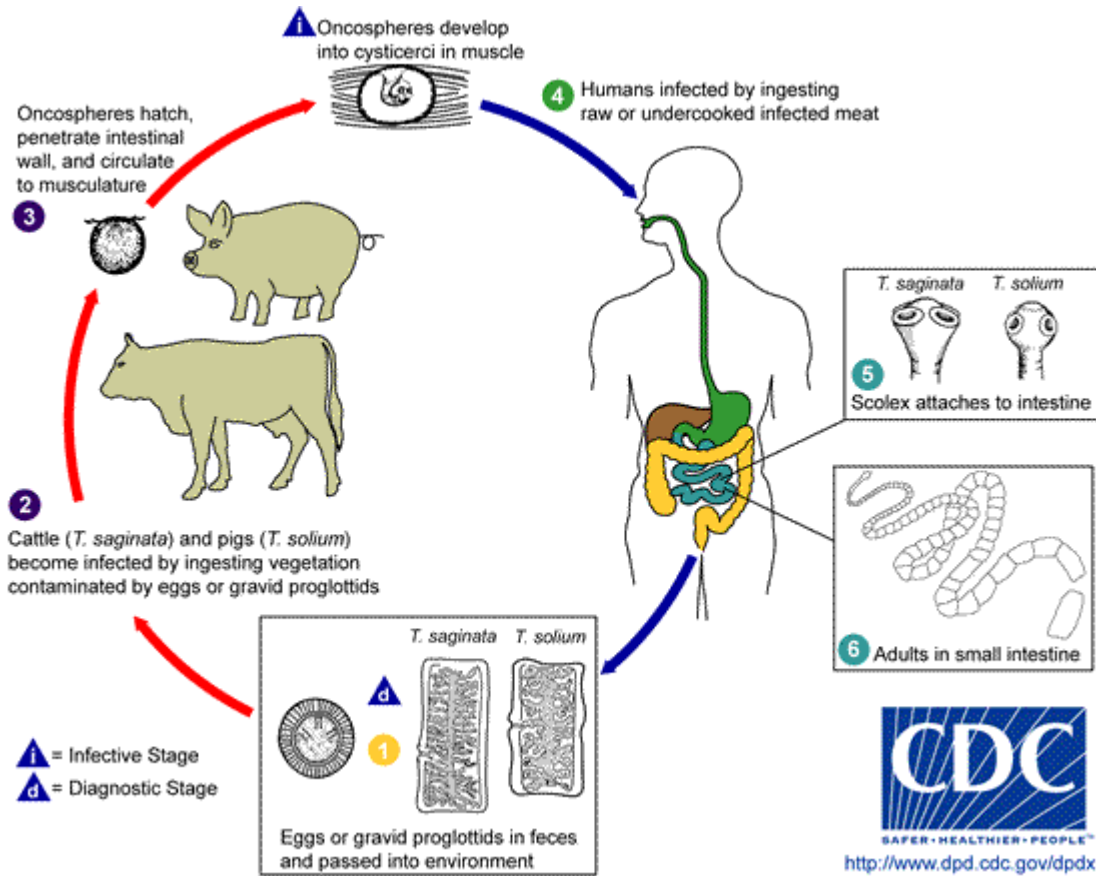 i
Oncospheres develop
into cysticerci in muscle
4
Humans infected by ingesting
raw or undercooked infected meat
Oncospheres hatch,
penetrate intestinal
wall, and circulate
to musculature
3
T. saginata T. solium
5
Scolex attaches to intestine
2
Cattle (T. saginata) and pigs (T. solium)
become infected by ingesting vegetation
contaminated by eggs or gravid proglottids
6 Adults in small intestine
T. saginata T. solium
d
1
Eggs or gravid proglottids in feces
and passed into environment
i = Infective Stage
d = Diagnostic Stage
CDC
SAFER•HEALTHIER•PEOPLE™
http://www.dpd.cdc.gov/dpdx